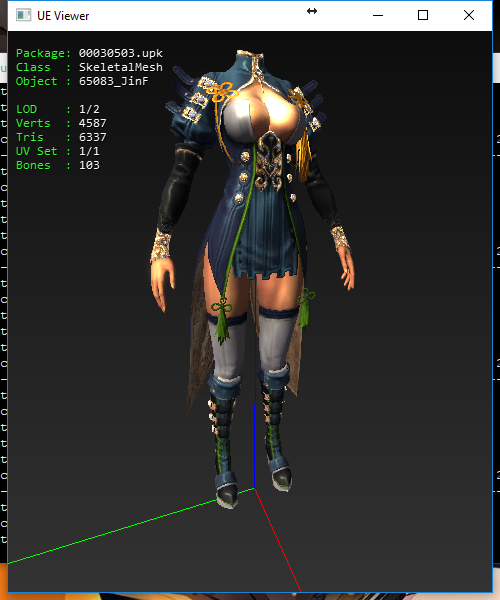 UE Viewer
Package: 00030503.upk
Class : SkeletalMesh
Object : 65083_JinF
LOD : 1/2
Verts : 4587
Tris : 6337
UV Set : 1/1
Bones : 103